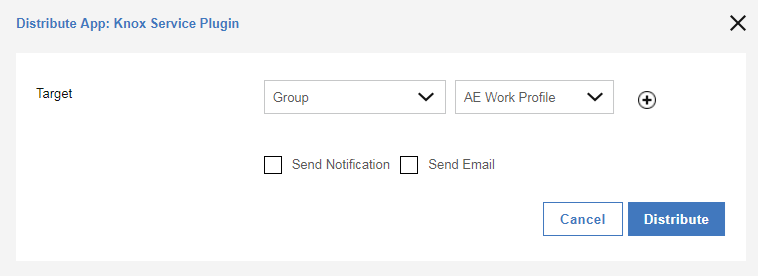 Distribute App: Knox Service Plugin
Target
Group
AE Work Profile
Send Notification
Send Email
Cancel
Distribute